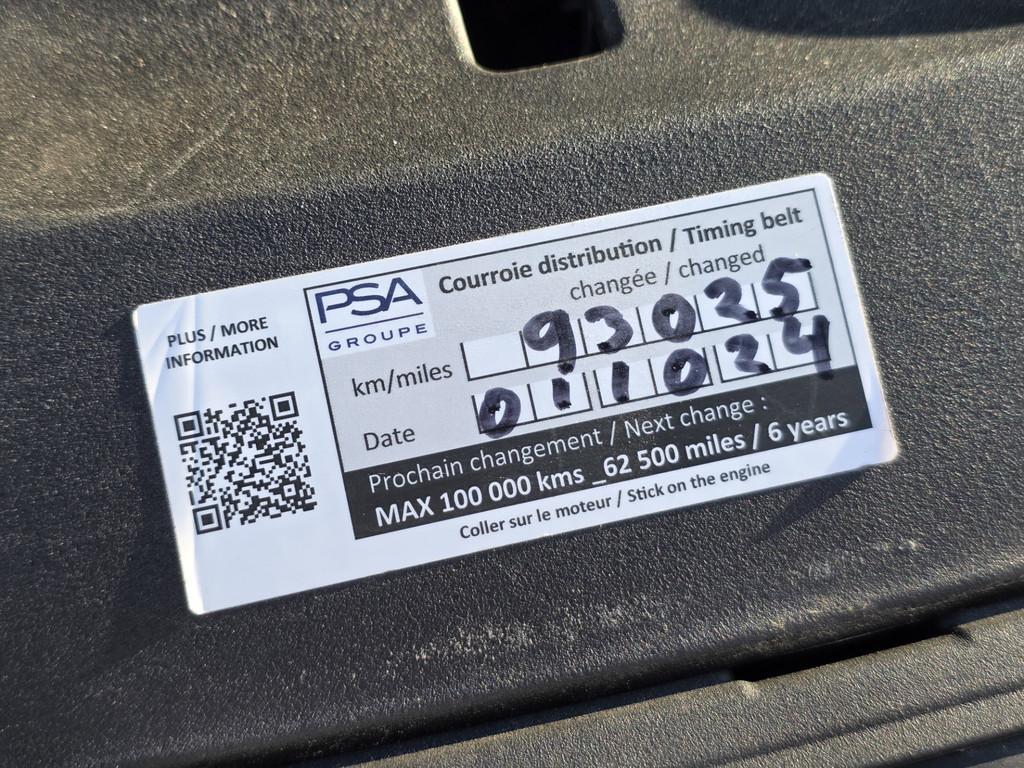 PLUS / MORE
INFORMATION
PSA
GROUPE
Courroie distribution / Timing belt
changée / changed
km/miles 93025
Date 011024
Prochain changement / Next change :
MAX 100 000 kms _62 500 miles / 6 years
Coller sur le moteur / Stick on the engine